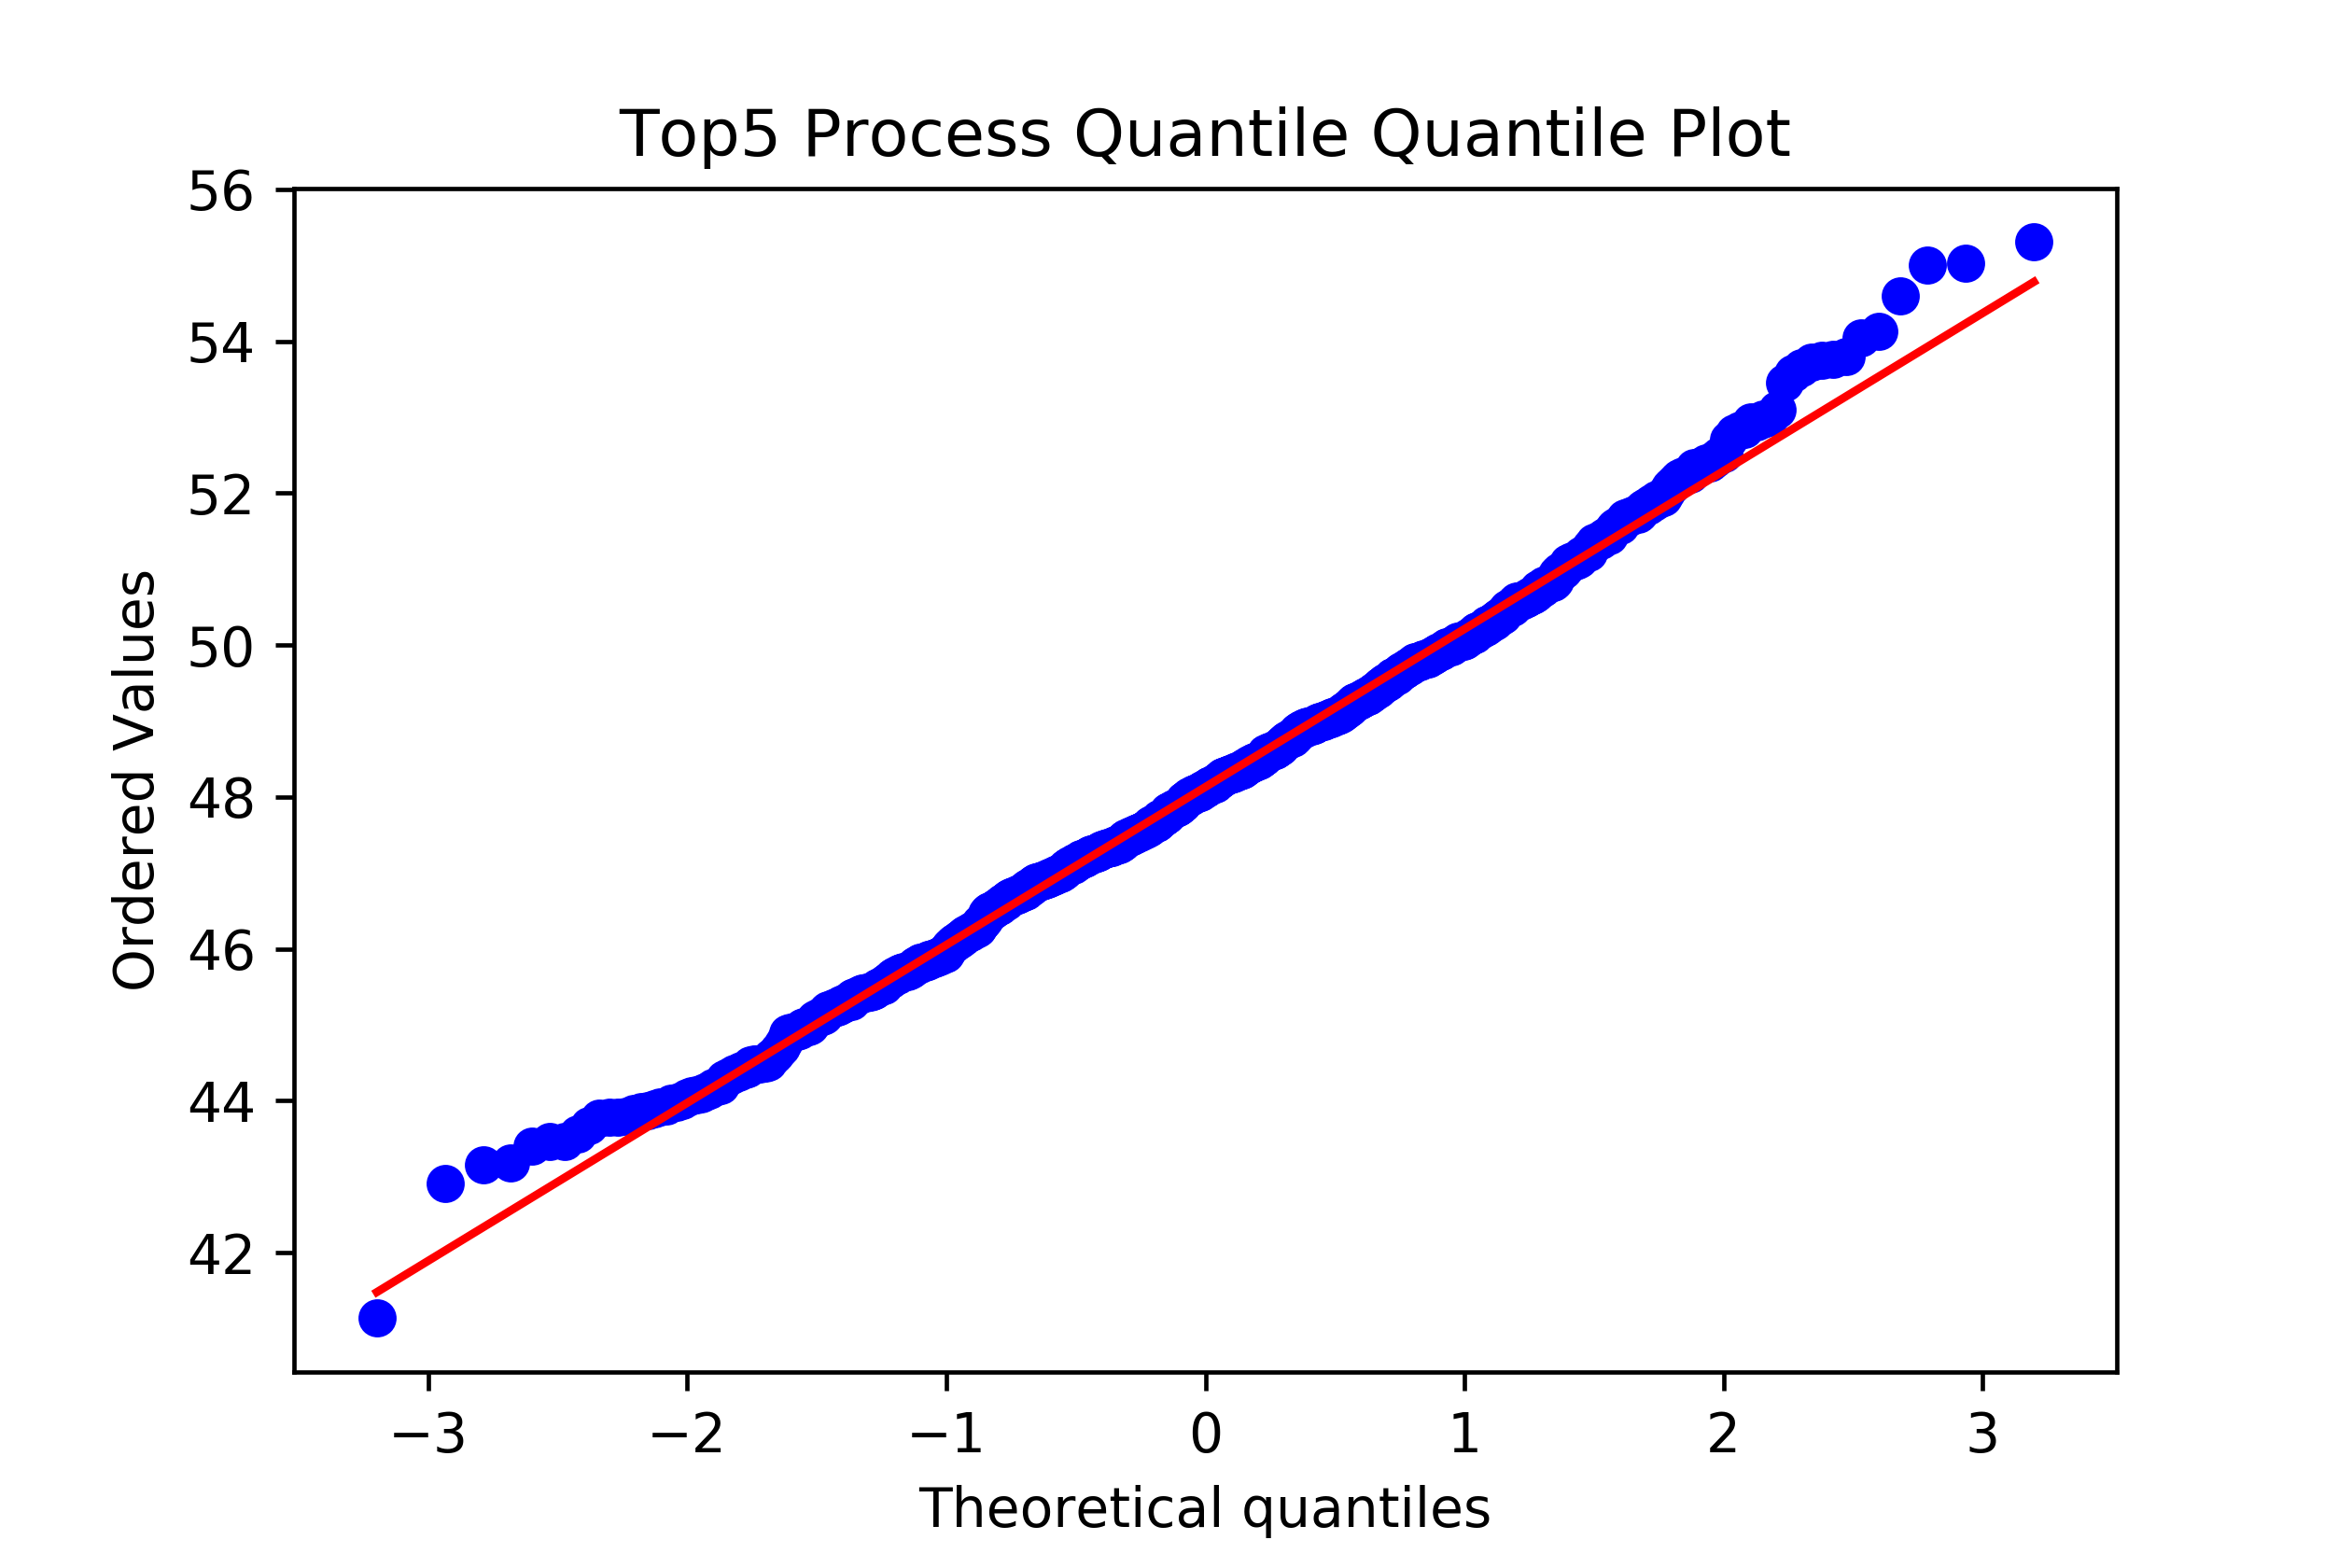 Top5 Process Quantile Quantile Plot
56
54
52
50
48
46
44
42
Ordered Values
−3 −2 −1 0 1 2 3
Theoretical quantiles